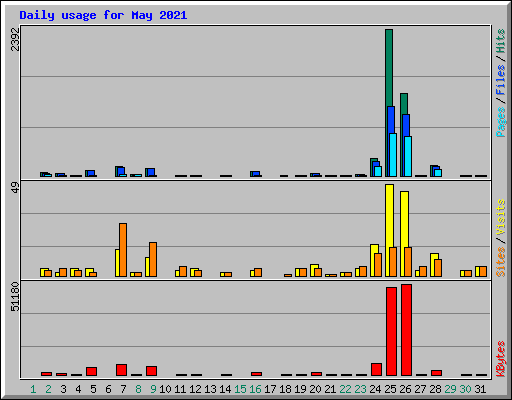 Daily usage for May 2021
2392
Pages / Files / Hits
49
Sites / Visits
51180
KBytes
1 2 3 4 5 6 7 8 9 10 11 12 13 14 15 16 17 18 19 20 21 22 23 24 25 26 27 28 29 30 31